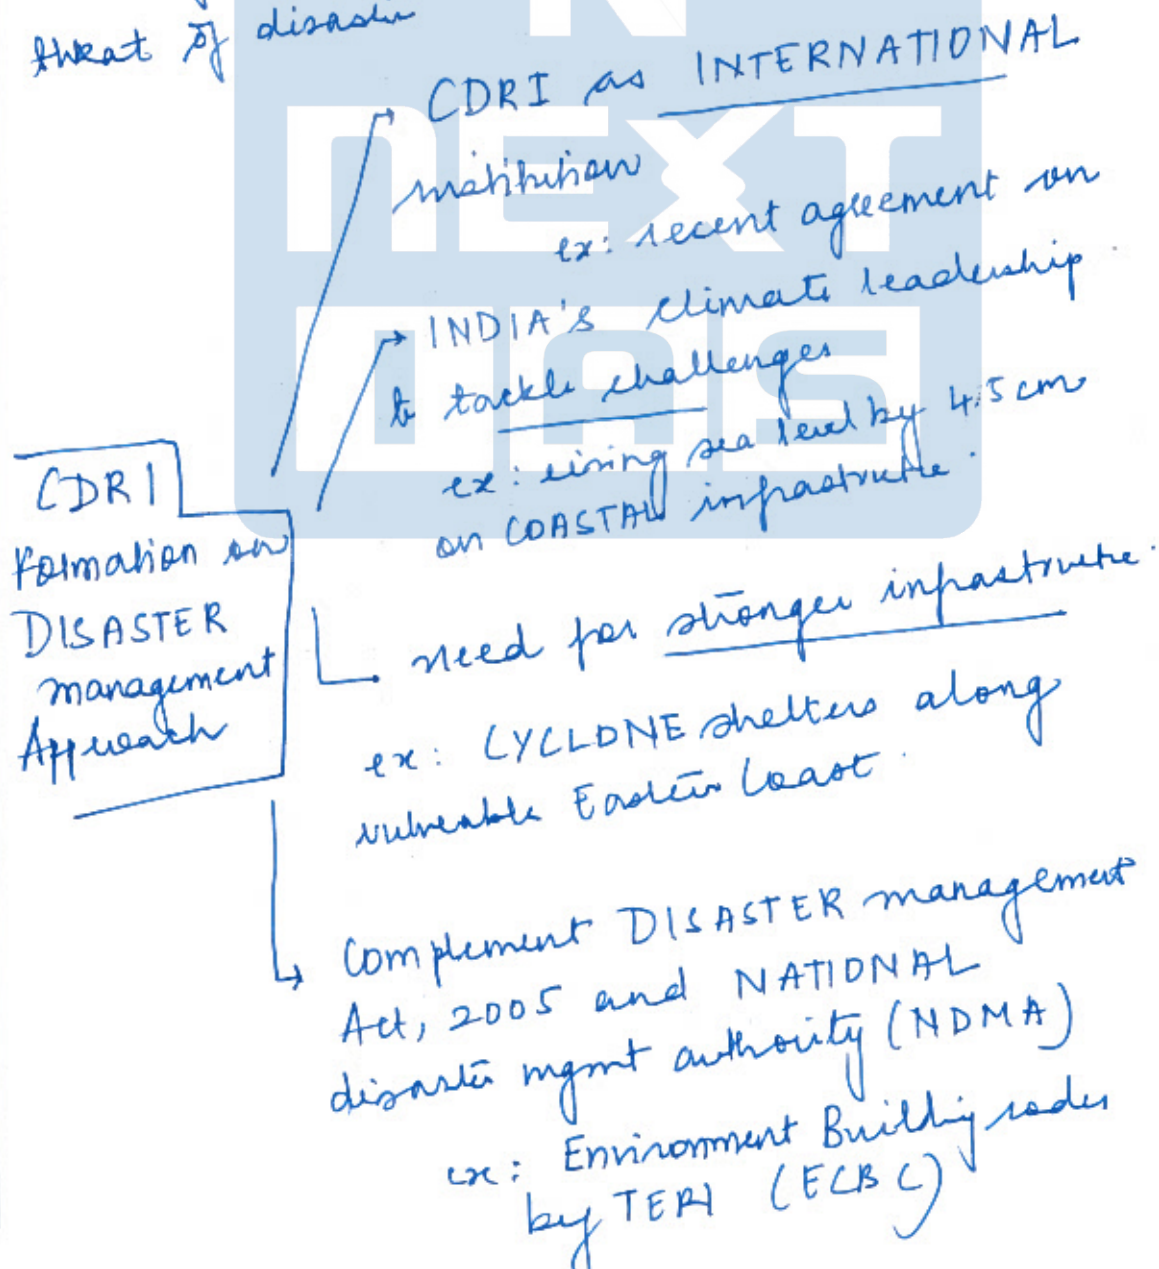 threat of disaster
CDRI as INTERNATIONAL
institution
ex: recent agreement on
INDIA's climate leadership
to tackle challenges
ex: rising sea level by 4.5 cm
on COASTAL infrastructure.
CDRI
Formation on
DISASTER
management
Approach
need for stronger infrastructure.
ex: CYCLONE shelters along
vulnerable Eastern Coast.
Complement DISASTER management
Act, 2005 and NATIONAL
disaster mgmt authority (NDMA)
ex: Environment Building codes
by TERI (ECBC)
NEXT
IAS